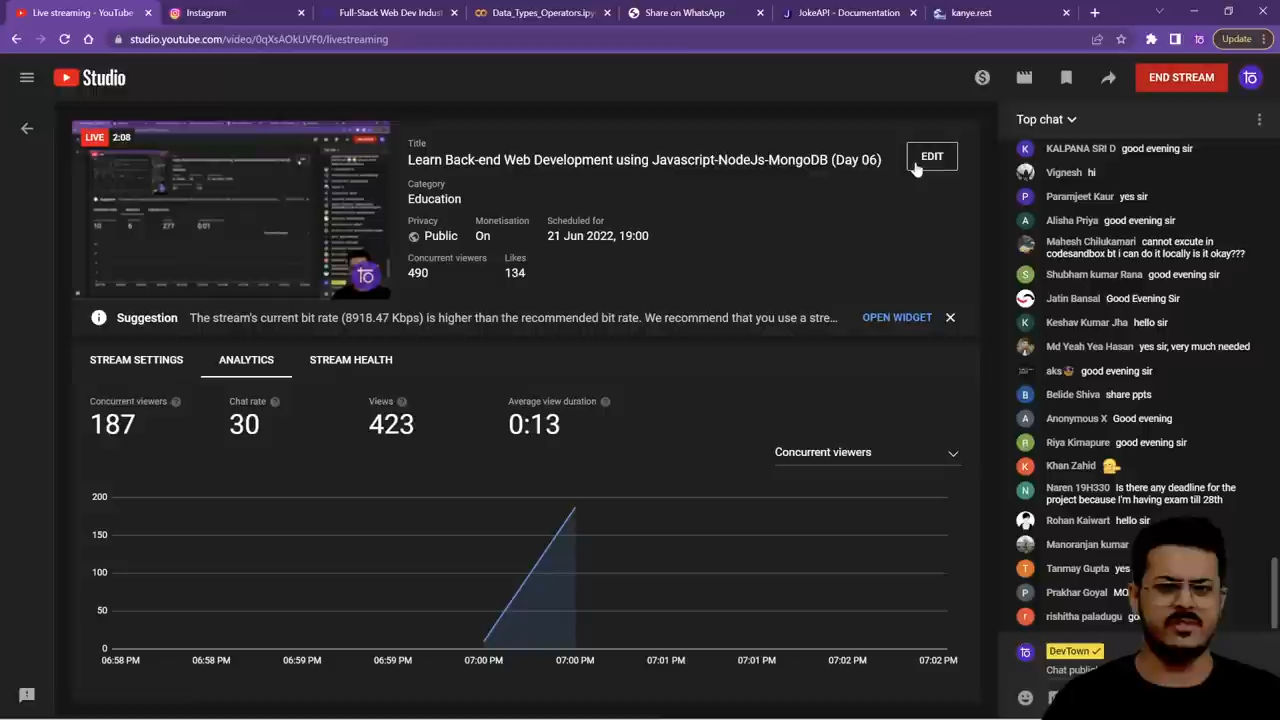 Live streaming - YouTube
Instagram
Full-Stack Web Dev Indust
Data_Types_Operators.ipy
Share on WhatsApp
JokeAPI - Documentation
kanye.rest
studio.youtube.com/video/0qXsAOkUVF0/livestreaming
Update
Studio
END STREAM
LIVE 2:08
Title
Learn Back-end Web Development using Javascript-NodeJs-MongoDB (Day 06)
EDIT
Category
Education
Privacy Monetisation Scheduled for
Public On 21 Jun 2022, 19:00
Concurrent viewers Likes
490 134
Suggestion The stream's current bit rate (8918.47 Kbps) is higher than the recommended bit rate. We recommend that you use a stre...
OPEN WIDGET
STREAM SETTINGS ANALYTICS STREAM HEALTH
Concurrent viewers Chat rate Views Average view duration
187 30 423 0:13
Concurrent viewers
200
150
100
50
0
06:58 PM 06:58 PM 06:59 PM 06:59 PM 07:00 PM 07:00 PM 07:01 PM 07:01 PM 07:02 PM 07:02 PM
Top chat
K KALPANA SRI D good evening sir
Vignesh hi
P Paramjeet Kaur yes sir
A Alisha Priya good evening sir
Mahesh Chilukamari cannot excute in
codesandbox bt i can do it locally is it okay???
S Shubham kumar Rana good evening sir
Jatin Bansal Good Evening Sir
Keshav Kumar Jha hello sir
Md Yeah Yea Hasan yes sir, very much needed
aks good evening sir
B Belide Shiva share ppts
A Anonymous X Good evening
R Riya Kirnapure good evening sir
K Khan Zahid
N Naren 19H330 Is there any deadline for the
project because I'm having exam till 28th
Rohan Kaiwart hello sir
Manoranjan kumar
T Tanmay Gupta yes
P Prakhar Goyal MO
r rishitha paladugu go
DevTown
Chat publi